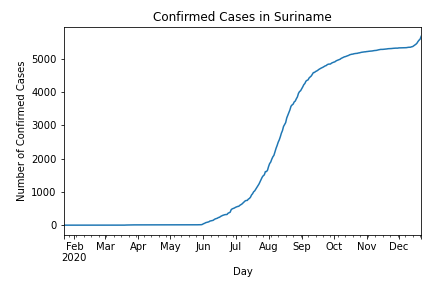 Confirmed Cases in Suriname
Number of Confirmed Cases
5000
4000
3000
2000
1000
0
Feb Mar Apr May Jun Jul Aug Sep Oct Nov Dec
2020
Day